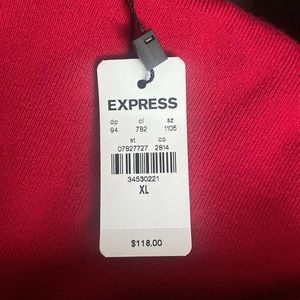 EXPRESS
dp cl sz
94 782 1105
st co
07827727 2814
34530221
XL
$118.00